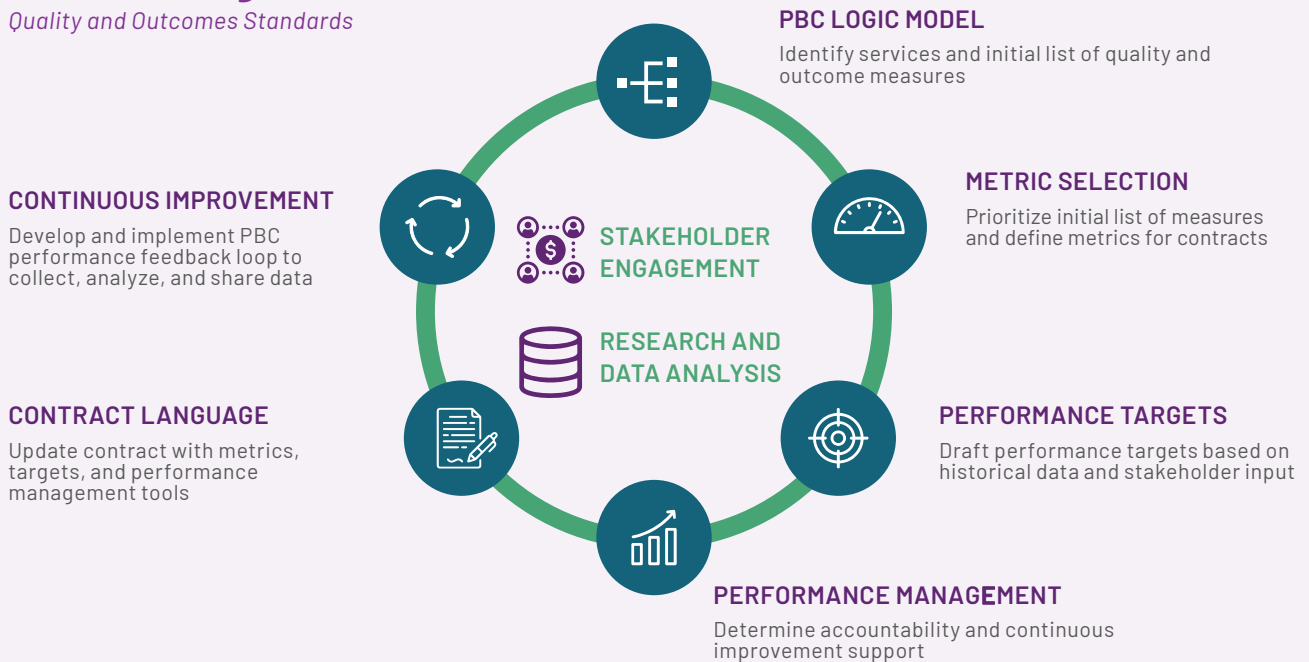 Quality and Outcomes Standards
PBC LOGIC MODEL
Identify services and initial list of quality and
outcome measures
METRIC SELECTION
Prioritize initial list of measures
and define metrics for contracts
PERFORMANCE TARGETS
Draft performance targets based on
historical data and stakeholder input
PERFORMANCE MANAGEMENT
Determine accountability and continuous
improvement support
CONTRACT LANGUAGE
Update contract with metrics,
targets, and performance
management tools
CONTINUOUS IMPROVEMENT
Develop and implement PBC
performance feedback loop to
collect, analyze, and share data
STAKEHOLDER
ENGAGEMENT
$
RESEARCH AND
DATA ANALYSIS